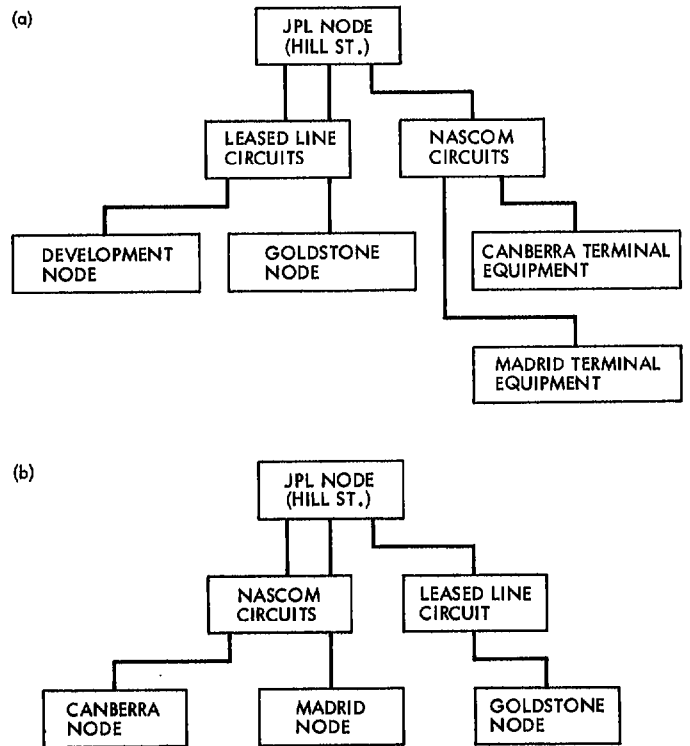 (a)
JPL NODE
(HILL ST.)
LEASED LINE
CIRCUITS
NASCOM
CIRCUITS
DEVELOPMENT
NODE
GOLDSTONE
NODE
CANBERRA TERMINAL
EQUIPMENT
MADRID TERMINAL
EQUIPMENT
(b)
JPL NODE
(HILL ST.)
NASCOM
CIRCUITS
LEASED LINE
CIRCUIT
CANBERRA
NODE
MADRID
NODE
GOLDSTONE
NODE